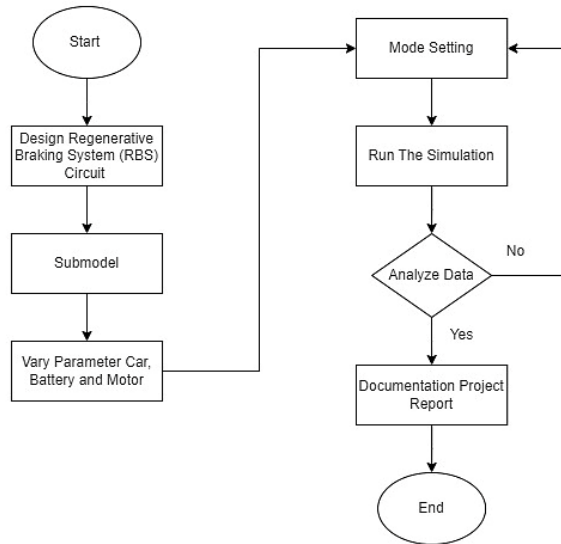 Start
Design Regenerative
Braking System (RBS)
Circuit
Submodel
Vary Parameter Car,
Battery and Motor
Mode Setting
Run The Simulation
Analyze Data
No
Yes
Documentation Project
Report
End